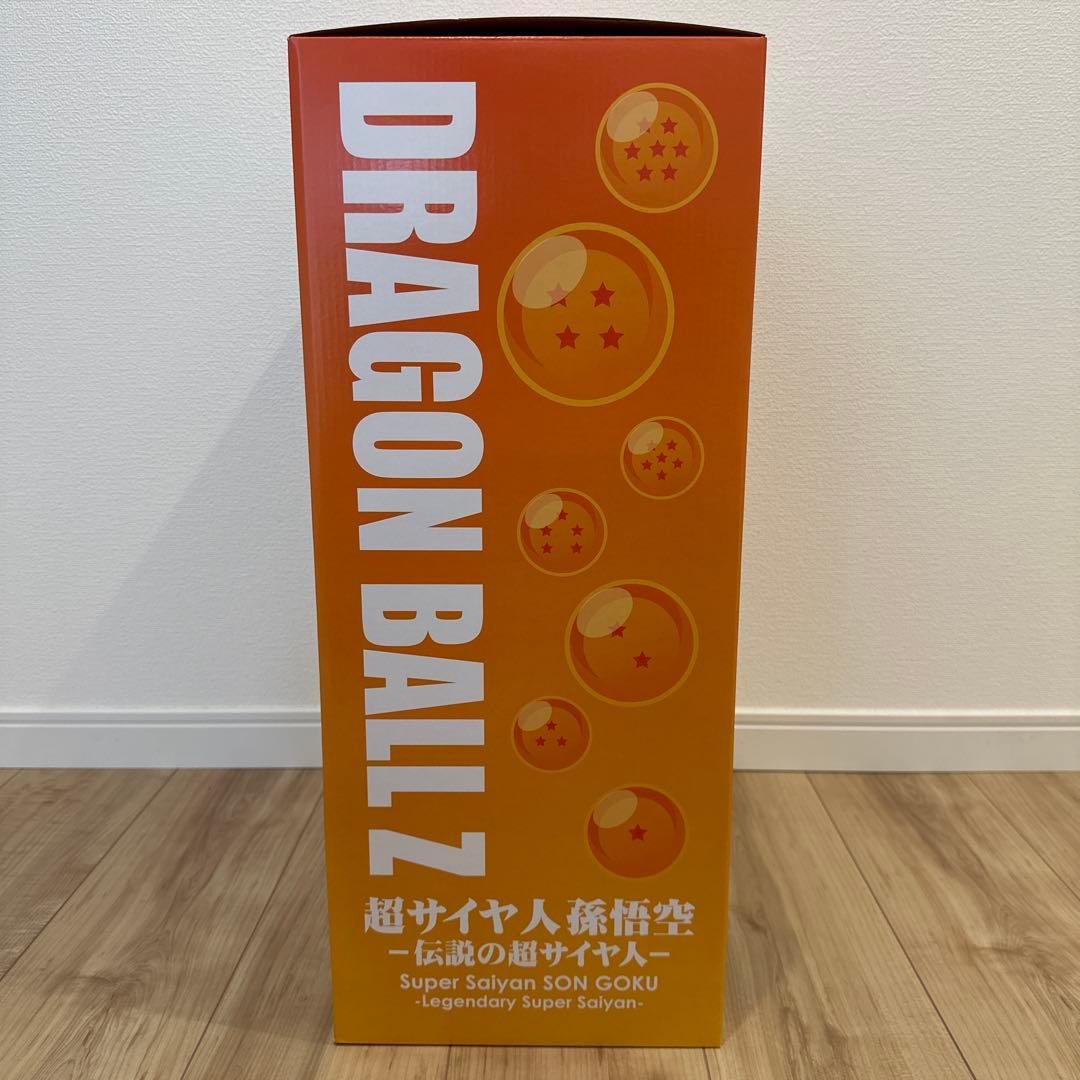 DRAGON BALL Z
超サイヤ人 孫悟空
−伝説の超サイヤ人−
Super Saiyan SON GOKU
-Legendary Super Saiyan-